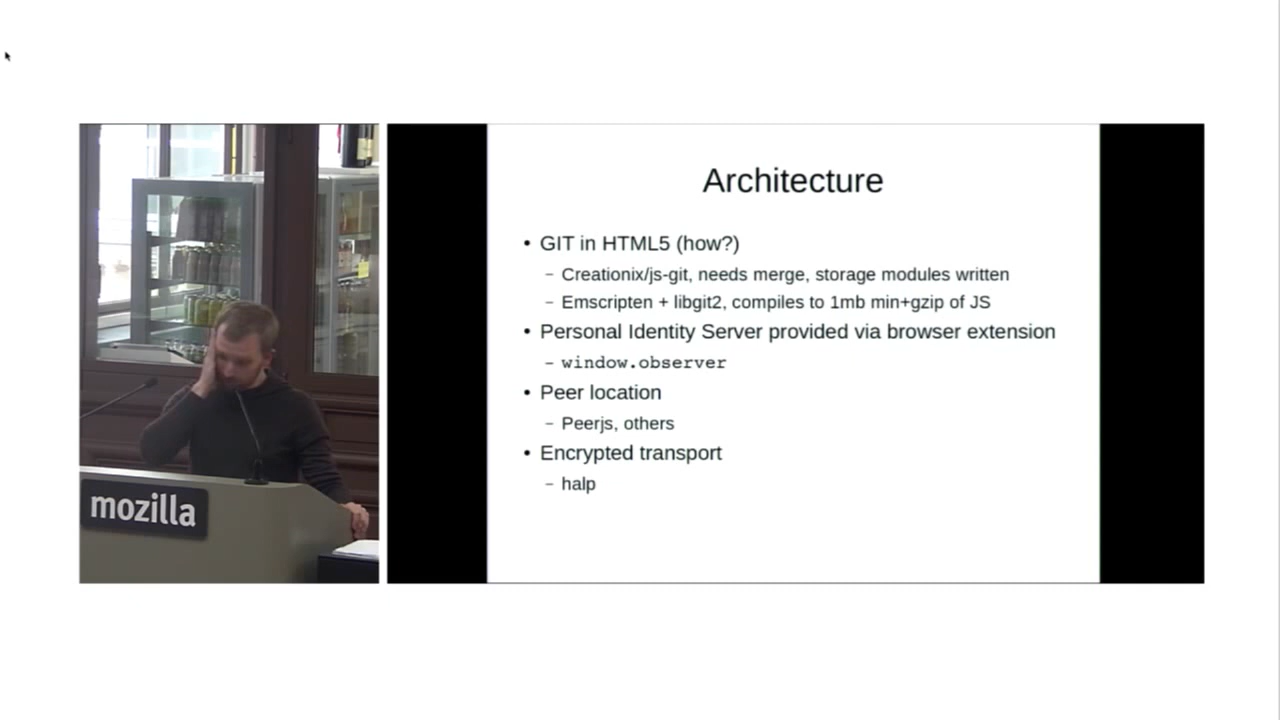 mozilla
Architecture
• GIT in HTML5 (how?)
– Creationix/js-git, needs merge, storage modules written
– Emscripten + libgit2, compiles to 1mb min+gzip of JS
• Personal Identity Server provided via browser extension
– window.observer
• Peer location
– Peerjs, others
• Encrypted transport
– halp